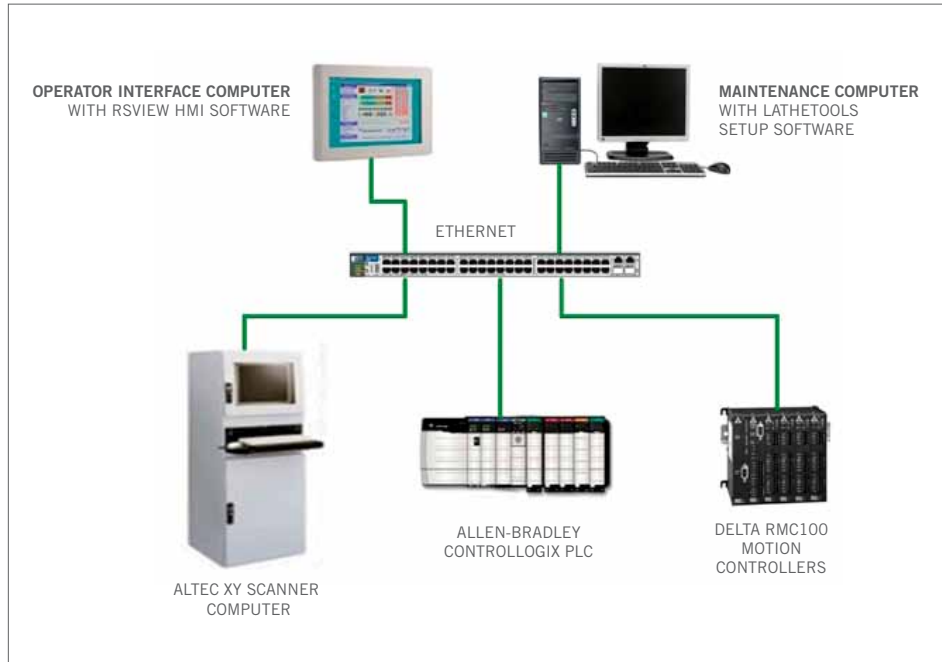 OPERATOR INTERFACE COMPUTER
WITH RSVIEW HMI SOFTWARE
MAINTENANCE COMPUTER
WITH LATHETOOLS
SETUP SOFTWARE
ETHERNET
ALTEC XY SCANNER
COMPUTER
ALLEN-BRADLEY
CONTROLLOGIX PLC
DELTA RMC100
MOTION
CONTROLLERS